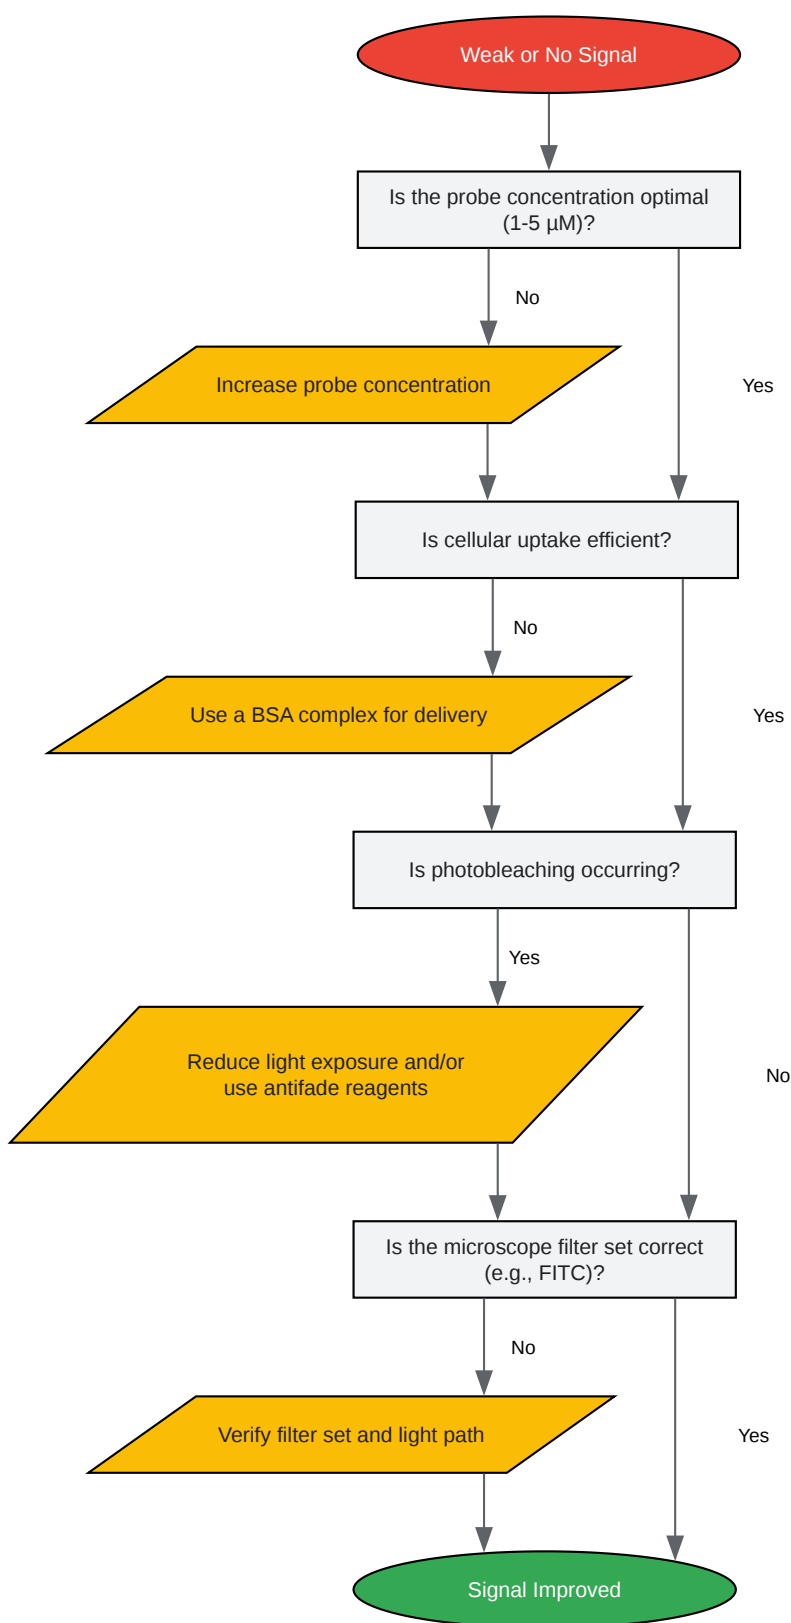 Weak or No Signal
Is the probe concentration optimal
(1-5 µM)?
No
Increase probe concentration
Yes
Is cellular uptake efficient?
No
Use a BSA complex for delivery
Yes
Is photobleaching occurring?
Yes
Reduce light exposure and/or
use antifade reagents
No
Is the microscope filter set correct
(e.g., FITC)?
No
Verify filter set and light path
Yes
Signal Improved